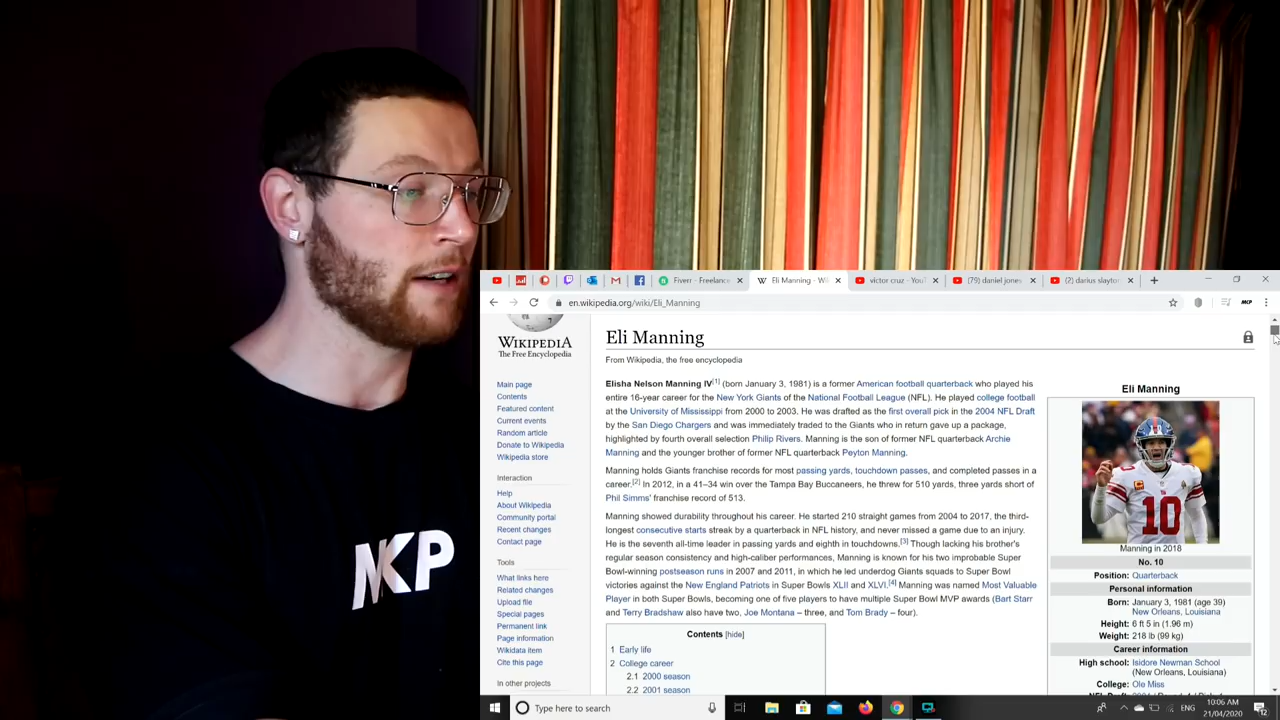 NKP
Fiverr - Freelance
Eli Manning - Wi
victor cruz - You
(79) daniel jones
(2) darius slayto
en.wikipedia.org/wiki/Eli_Manning
WIKIPEDIA
The Free Encyclopedia
Main page
Contents
Featured content
Current events
Random article
Donate to Wikipedia
Wikipedia store
Interaction
Help
About Wikipedia
Community portal
Recent changes
Contact page
Tools
What links here
Related changes
Upload file
Special pages
Permanent link
Page information
Wikidata item
Cite this page
In other projects
Eli Manning
From Wikipedia, the free encyclopedia
Elisha Nelson Manning IV[1] (born January 3, 1981) is a former American football quarterback who played his
entire 16-year career for the New York Giants of the National Football League (NFL). He played college football
at the University of Mississippi from 2000 to 2003. He was drafted as the first overall pick in the 2004 NFL Draft
by the San Diego Chargers and was immediately traded to the Giants who in return gave up a package,
highlighted by fourth overall selection Philip Rivers. Manning is the son of former NFL quarterback Archie
Manning and the younger brother of former NFL quarterback Peyton Manning.
Manning holds Giants franchise records for most passing yards, touchdown passes, and completed passes in a
career.[2] In 2012, in a 41–34 win over the Tampa Bay Buccaneers, he threw for 510 yards, three yards short of
Phil Simms' franchise record of 513.
Manning showed durability throughout his career. He started 210 straight games from 2004 to 2017, the third-
longest consecutive starts streak by a quarterback in NFL history, and never missed a game due to an injury.
He is the seventh all-time leader in passing yards and eighth in touchdowns.[3] Though lacking his brother's
regular season consistency and high-caliber performances, Manning is known for his two improbable Super
Bowl-winning postseason runs in 2007 and 2011, in which he led underdog Giants squads to Super Bowl
victories against the New England Patriots in Super Bowls XLII and XLVI.[4] Manning was named Most Valuable
Player in both Super Bowls, becoming one of five players to have multiple Super Bowl MVP awards (Bart Starr
and Terry Bradshaw also have two, Joe Montana – three, and Tom Brady – four).
Contents [hide]
1 Early life
2 College career
2.1 2000 season
2.2 2001 season
Eli Manning
10
Manning in 2018
No. 10
Position: Quarterback
Personal information
Born: January 3, 1981 (age 39)
New Orleans, Louisiana
Height: 6 ft 5 in (1.96 m)
Weight: 218 lb (99 kg)
Career information
High school: Isidore Newman School
(New Orleans, Louisiana)
College: Ole Miss
Type here to search
ENG
10:06 AM
21/04/2020
12